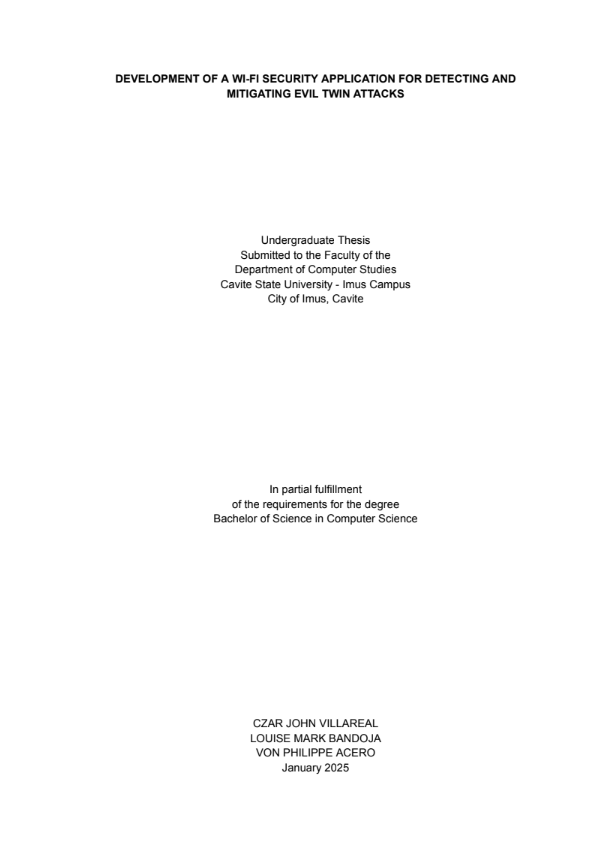 DEVELOPMENT OF A WI-FI SECURITY APPLICATION FOR DETECTING AND
MITIGATING EVIL TWIN ATTACKS
Undergraduate Thesis
Submitted to the Faculty of the
Department of Computer Studies
Cavite State University - Imus Campus
City of Imus, Cavite
In partial fulfillment
of the requirements for the degree
Bachelor of Science in Computer Science
CZAR JOHN VILLAREAL
LOUISE MARK BANDOJA
VON PHILIPPE ACERO
January 2025